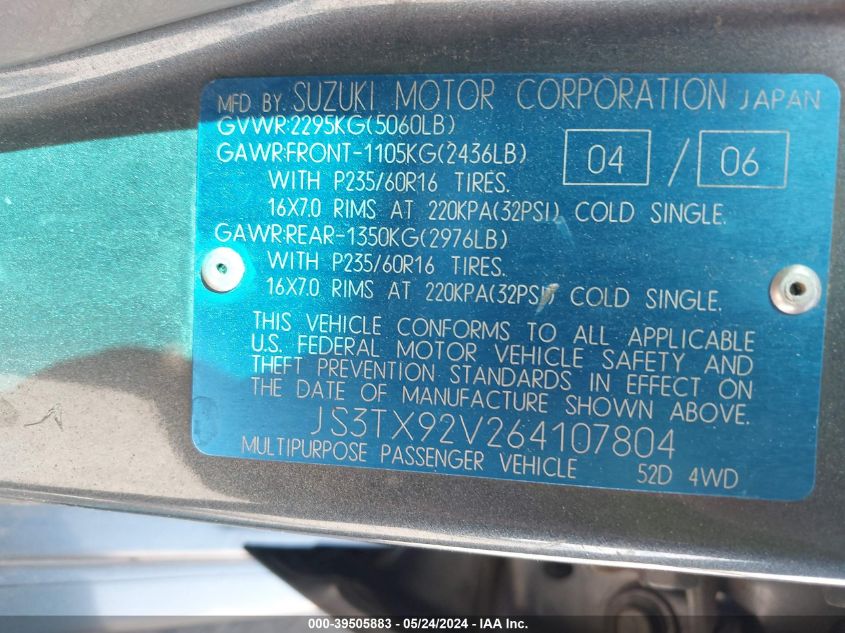 MFD BY. SUZUKI MOTOR CORPORATION JAPAN
GVWR:2295KG(5060LB)
GAWR:FRONT-1105KG(2436LB) 04 / 06
WITH P235/60R16 TIRES.
16X7.0 RIMS AT 220KPA(32PSI) COLD SINGLE.
GAWR:REAR-1350KG(2976LB)
WITH P235/60R16 TIRES.
16X7.0 RIMS AT 220KPA(32PSI) COLD SINGLE.
THIS VEHICLE CONFORMS TO ALL APPLICABLE
U.S. FEDERAL MOTOR VEHICLE SAFETY AND
THEFT PREVENTION STANDARDS IN EFFECT ON
THE DATE OF MANUFACTURE SHOWN ABOVE.
JS3TX92V264107804
MULTIPURPOSE PASSENGER VEHICLE 52D 4WD
000-39505883 - 05/24/2024 - IAA Inc.